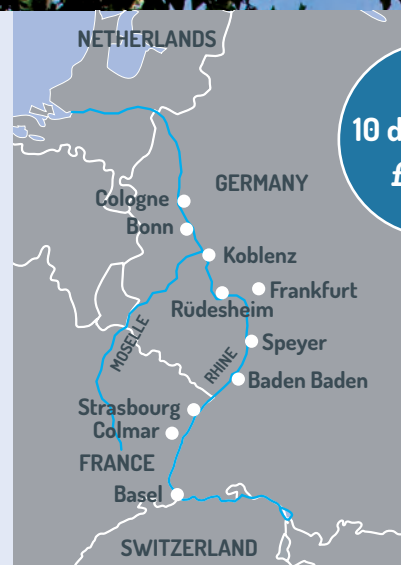 NETHERLANDS
10 d
£
GERMANY
Cologne
Bonn
Koblenz
Frankfurt
Rüdesheim
MOSELLE
RHINE
Speyer
Baden Baden
Strasbourg
Colmar
FRANCE
Basel
SWITZERLAND